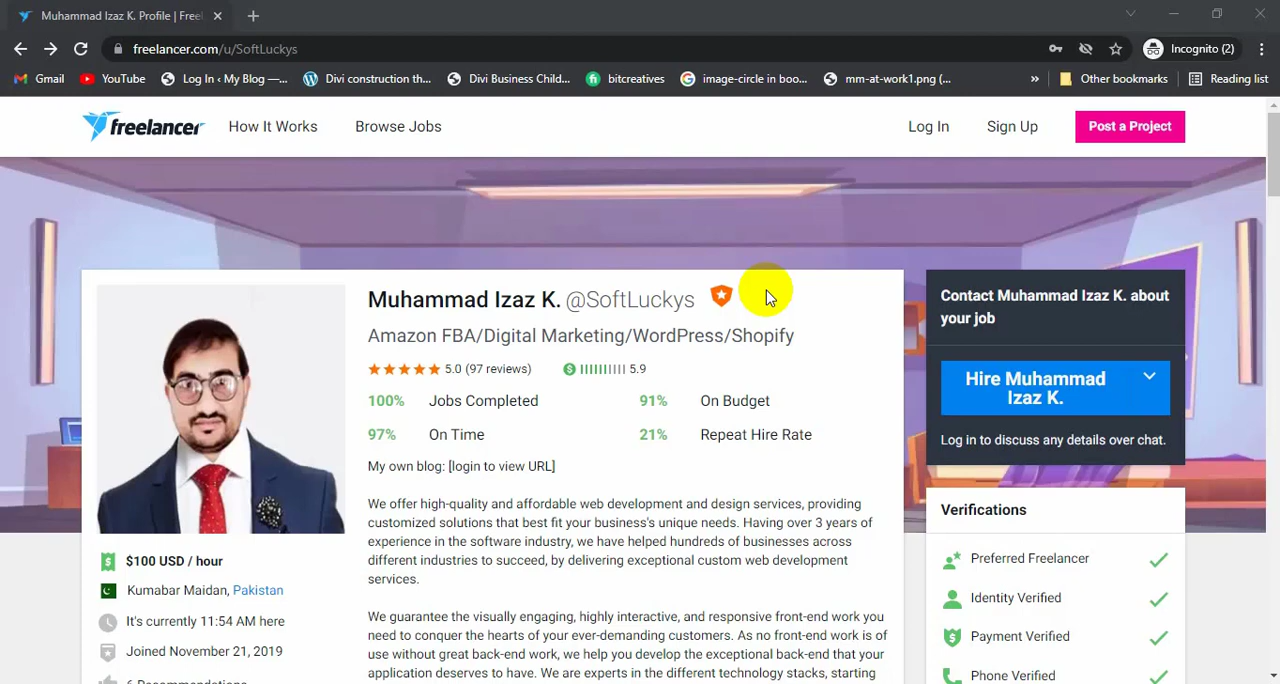 Muhammad Izaz K. Profile | Free
freelancer.com/u/SoftLuckys
Incognito (2)
Gmail
YouTube
Log In ‹ My Blog —...
Divi construction th...
Divi Business Child...
bitcreatives
image-circle in boo...
mm-at-work1.png (...
»
Other bookmarks
Reading list
freelancer
How It Works
Browse Jobs
Log In
Sign Up
Post a Project
Muhammad Izaz K. @SoftLuckys
Amazon FBA/Digital Marketing/WordPress/Shopify
5.0 (97 reviews)
5.9
100% Jobs Completed
91% On Budget
97% On Time
21% Repeat Hire Rate
My own blog: [login to view URL]
We offer high-quality and affordable web development and design services, providing
customized solutions that best fit your business's unique needs. Having over 3 years of
experience in the software industry, we have helped hundreds of businesses across
different industries to succeed, by delivering exceptional custom web development
services.
We guarantee the visually engaging, highly interactive, and responsive front-end work you
need to conquer the hearts of your ever-demanding customers. As no front-end work is of
use without great back-end work, we help you develop the exceptional back-end that your
application deserves to have. We are experts in the different technology stacks, starting
$100 USD / hour
Kumabar Maidan, Pakistan
It's currently 11:54 AM here
Joined November 21, 2019
6 Recommendations
Contact Muhammad Izaz K. about
your job
Hire Muhammad
Izaz K.
Log in to discuss any details over chat.
Verifications
Preferred Freelancer
Identity Verified
Payment Verified
Phone Verified